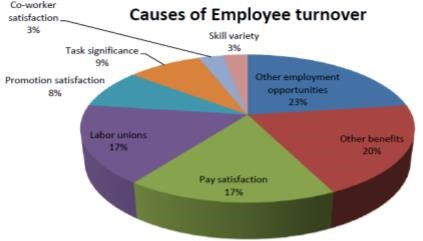 Causes of Employee turnover
Co-worker
satisfaction
3%
Skill variety
3%
Task significance
9%
Other employment
opportunities
23%
Promotion satisfaction
8%
Other benefits
20%
Labor unions
17%
Pay satisfaction
17%